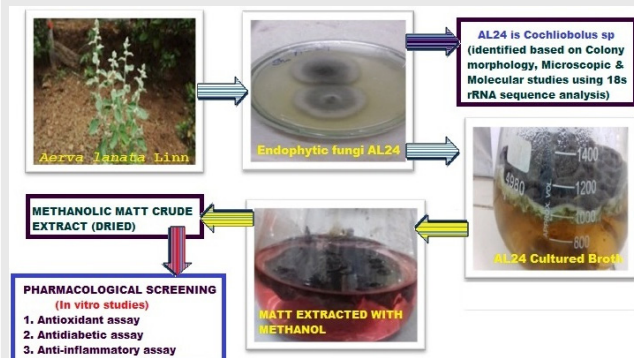 Aerva lanata Linn
Endophytic fungi AL24
AL24 is Cochliobolus sp
(identified based on Colony
morphology, Microscopic &
Molecular studies using 18s
rRNA sequence analysis)
1400
4980
1200
1000
800
AL24 Cultured Broth
MATT EXTRACTED WITH
METHANOL
METHANOLIC MATT CRUDE
EXTRACT (DRIED)
PHARMACOLOGICAL SCREENING
(In vitro studies)
1. Antioxidant assay
2. Antidiabetic assay
3. Anti-inflammatory assay